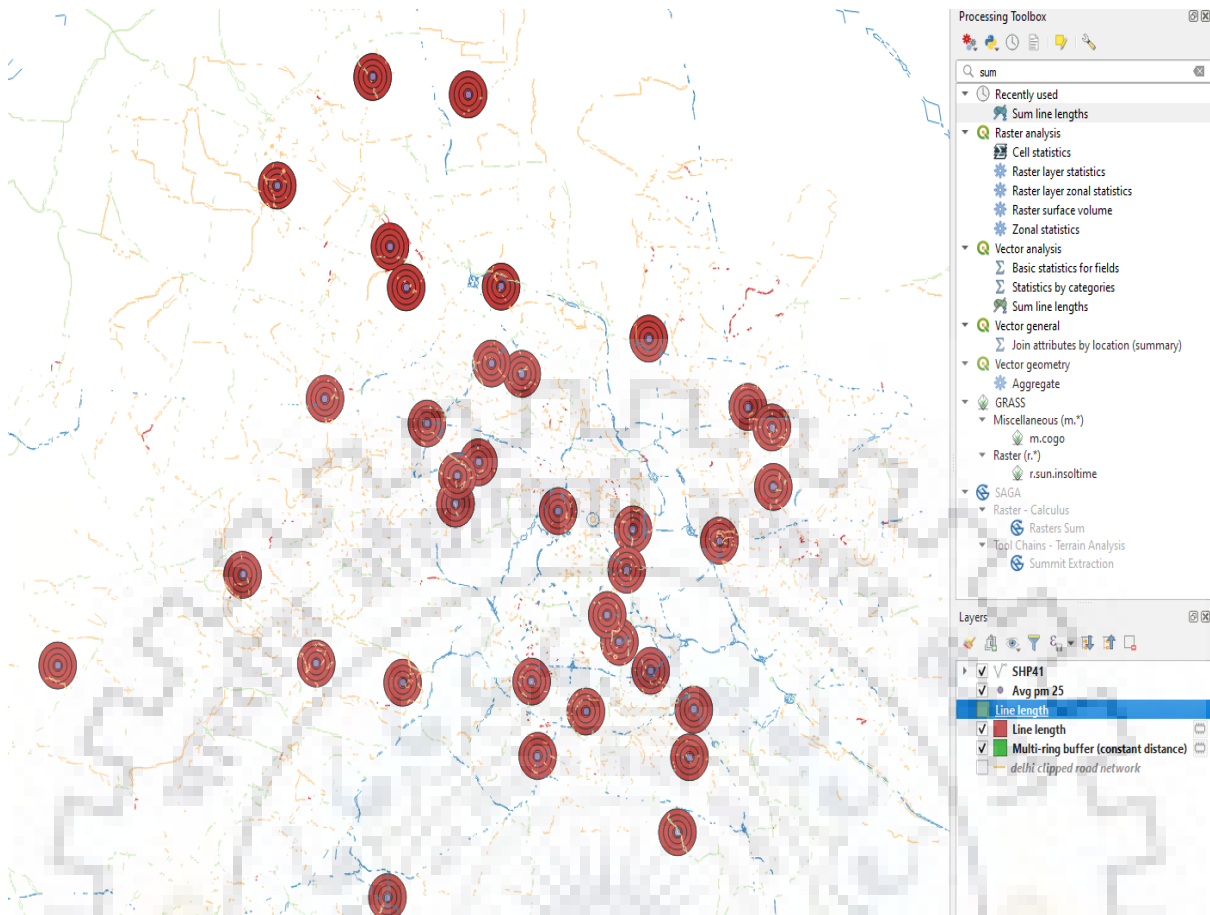 Processing Toolbox
sum
Recently used
Sum line lengths
Raster analysis
Cell statistics
Raster layer statistics
Raster layer zonal statistics
Raster surface volume
Zonal statistics
Vector analysis
Basic statistics for fields
Statistics by categories
Sum line lengths
Vector general
Join attributes by location (summary)
Vector geometry
Aggregate
GRASS
Miscellaneous (m.*)
m.cogo
Raster (r.*)
r.sun.insoltime
SAGA
Raster - Calculus
Rasters Sum
Tool Chains - Terrain Analysis
Summit Extraction
Layers
SHP41
Avg pm 25
Line length
Line length
Multi-ring buffer (constant distance)
delhi clipped road network